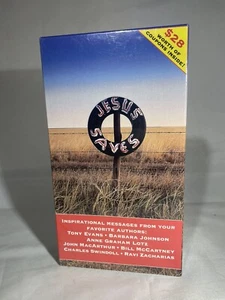 $28
WORTH OF
COUPONS INSIDE!
JESUS
SAVES
INSPIRATIONAL MESSAGES FROM YOUR
FAVORITE AUTHORS:
TONY EVANS • BARBARA JOHNSON
ANNE GRAHAM LOTZ
JOHN MACARTHUR • BILL MCCARTNEY
CHARLES SWINDOLL • RAVI ZACHARIAS